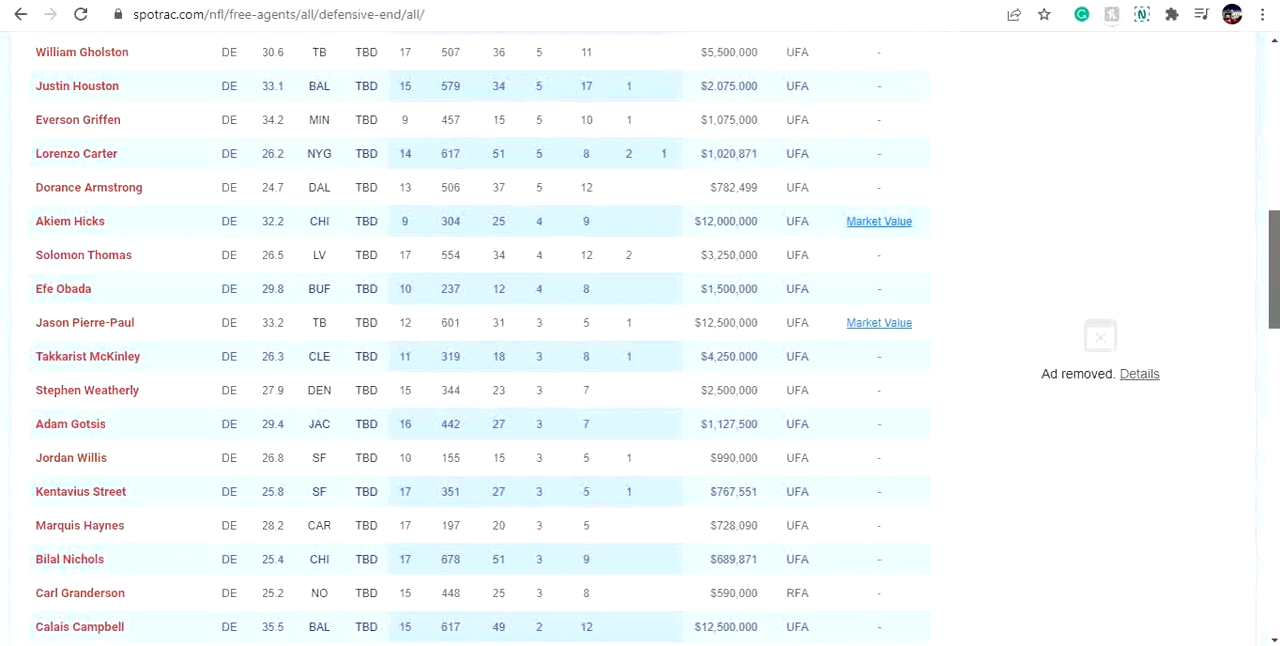 spotrac.com/nfl/free-agents/all/defensive-end/all/
William Gholston DE 30.6 TB TBD 17 507 36 5 11 $5,500,000 UFA -
Justin Houston DE 33.1 BAL TBD 15 579 34 5 17 1 $2,075,000 UFA -
Everson Griffen DE 34.2 MIN TBD 9 457 15 5 10 1 $1,075,000 UFA -
Lorenzo Carter DE 26.2 NYG TBD 14 617 51 5 8 2 1 $1,020,871 UFA -
Dorance Armstrong DE 24.7 DAL TBD 13 506 37 5 12 $782,499 UFA -
Akiem Hicks DE 32.2 CHI TBD 9 304 25 4 9 $12,000,000 UFA Market Value
Solomon Thomas DE 26.5 LV TBD 17 554 34 4 12 2 $3,250,000 UFA -
Efe Obada DE 29.8 BUF TBD 10 237 12 4 8 $1,500,000 UFA -
Jason Pierre-Paul DE 33.2 TB TBD 12 601 31 3 5 1 $12,500,000 UFA Market Value
Takkarist McKinley DE 26.3 CLE TBD 11 319 18 3 8 1 $4,250,000 UFA -
Ad removed. Details
Stephen Weatherly DE 27.9 DEN TBD 15 344 23 3 7 $2,500,000 UFA -
Adam Gotsis DE 29.4 JAC TBD 16 442 27 3 7 $1,127,500 UFA -
Jordan Willis DE 26.8 SF TBD 10 155 15 3 5 1 $990,000 UFA -
Kentavius Street DE 25.8 SF TBD 17 351 27 3 5 1 $767,551 UFA -
Marquis Haynes DE 28.2 CAR TBD 17 197 20 3 5 $728,090 UFA -
Bilal Nichols DE 25.4 CHI TBD 17 678 51 3 9 $689,871 UFA -
Carl Granderson DE 25.2 NO TBD 15 448 25 3 8 $590,000 RFA -
Calais Campbell DE 35.5 BAL TBD 15 617 49 2 12 $12,500,000 UFA -